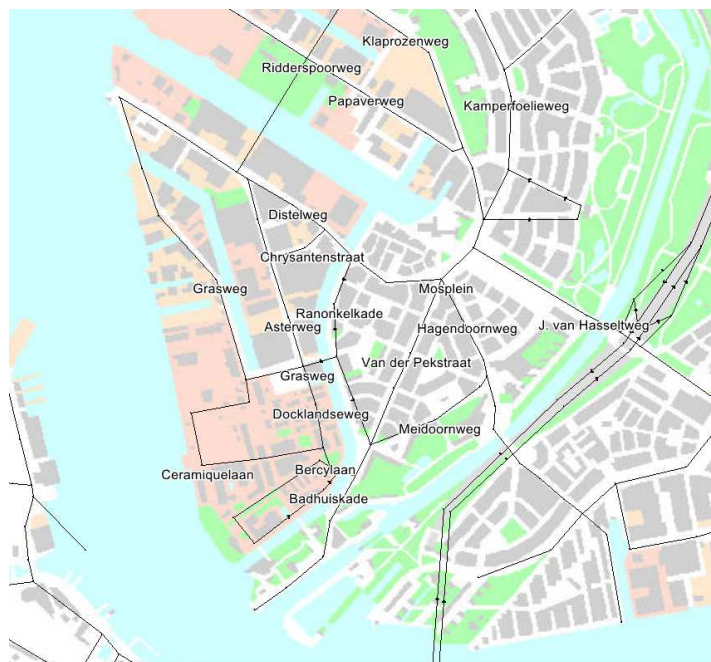 Klaprozenweg
Ridderspoorweg
Papaverweg
Kamperfoelieweg
Distelweg
Chrysantenstraat
Grasweg
Mosplein
Ranonkelkade
Asterweg
Hagendoornweg
J. van Hasseltweg
Van der Pekstraat
Grasweg
Docklandseweg
Meidoornweg
Ceramiquelaan
Bercylaan
Badhuiskade